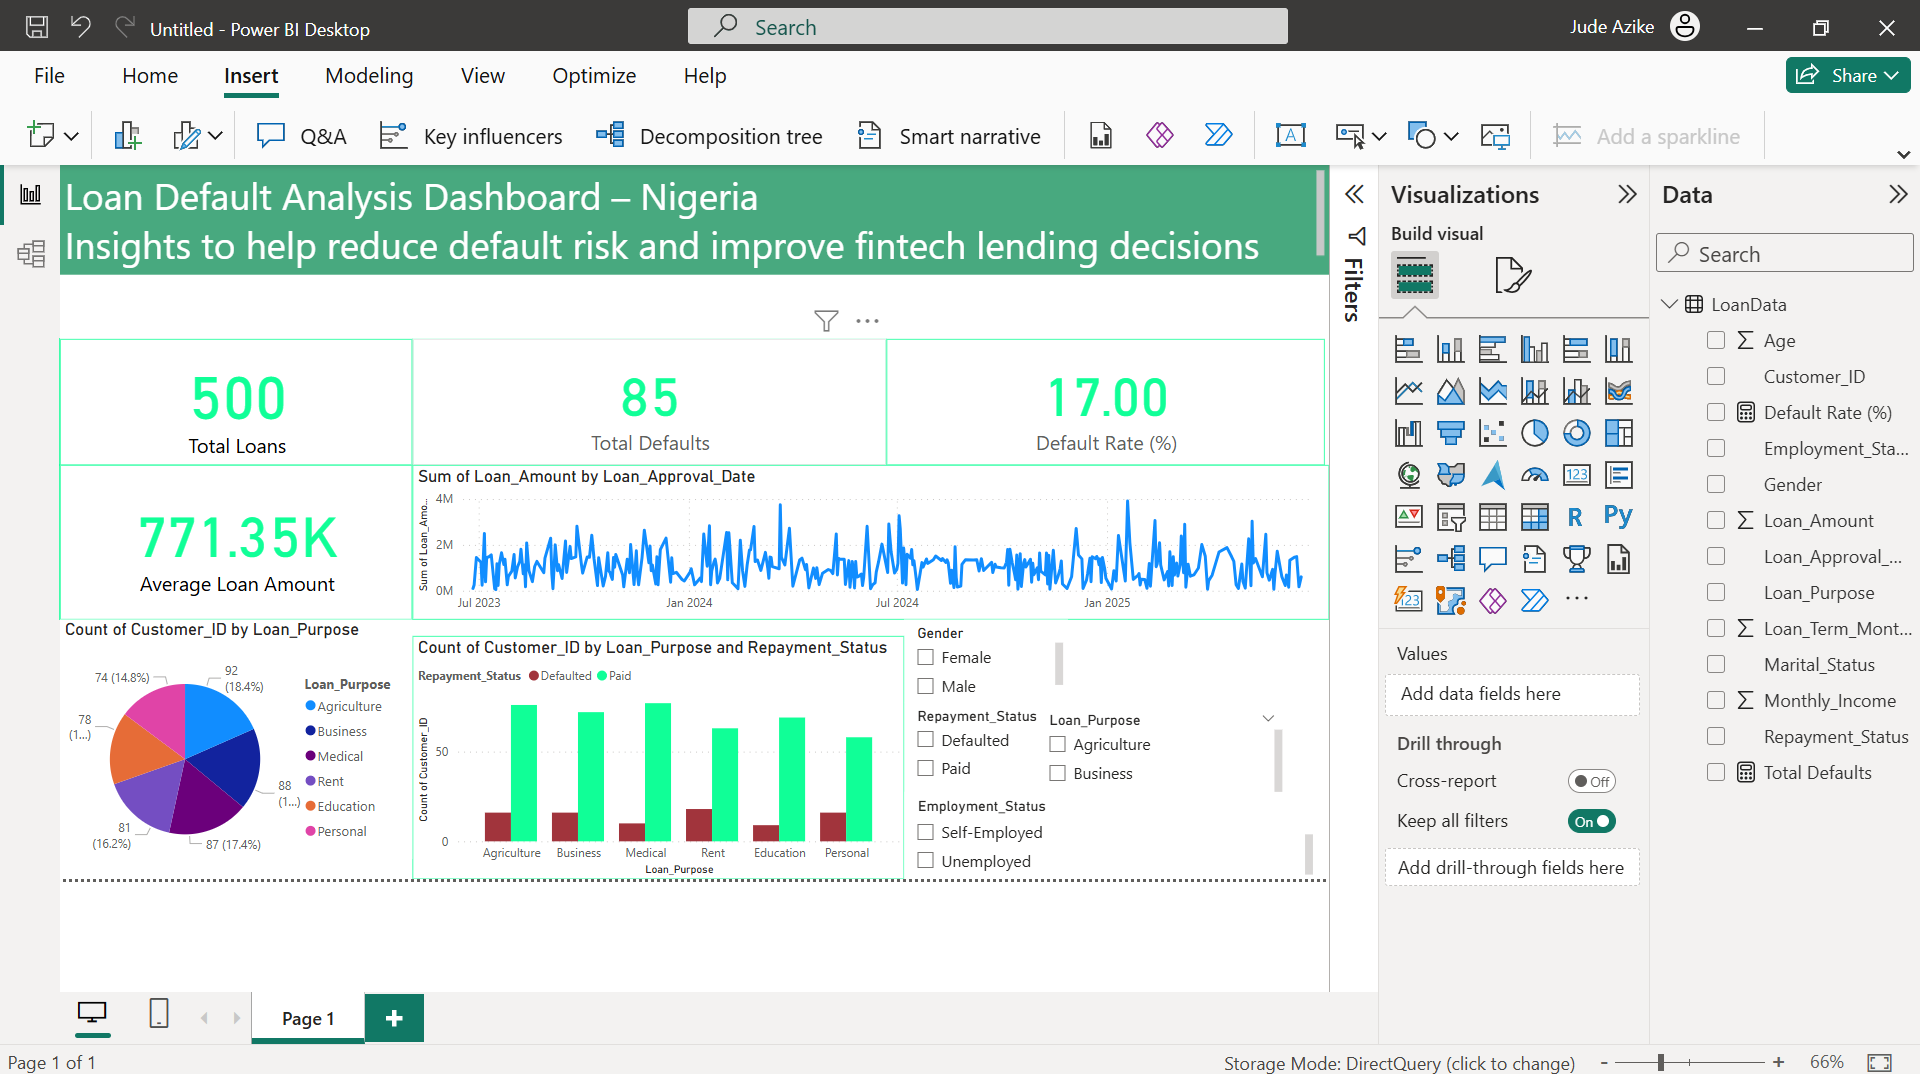 Untitled - Power BI Desktop
Search
Jude Azike
File
Home
Insert
Modeling
View
Optimize
Help
Share
Q&A
Key influencers
Decomposition tree
Smart narrative
Add a sparkline
Loan Default Analysis Dashboard – Nigeria
Insights to help reduce default risk and improve fintech lending decisions
500
Total Loans
85
Total Defaults
17.00
Default Rate (%)
771.35K
Average Loan Amount
Sum of Loan_Amount by Loan_Approval_Date
Sum of Loan_Amo...
4M
2M
0M
Jul 2023
Jan 2024
Jul 2024
Jan 2025
Count of Customer_ID by Loan_Purpose
74 (14.8%)
92
(18.4%)
78
(1...)
88
(1...)
81
(16.2%)
87 (17.4%)
Loan_Purpose
Agriculture
Business
Medical
Rent
Education
Personal
Count of Customer_ID by Loan_Purpose and Repayment_Status
Repayment_Status
Defaulted
Paid
Count of Customer_ID
50
0
Agriculture
Business
Medical
Rent
Education
Personal
Loan_Purpose
Gender
Female
Male
Repayment_Status
Defaulted
Paid
Loan_Purpose
Agriculture
Business
Employment_Status
Self-Employed
Unemployed
Filters
Visualizations
Build visual
123
R
Py
123
Values
Add data fields here
Drill through
Cross-report
Off
Keep all filters
On
Add drill-through fields here
Data
Search
LoanData
Age
Customer_ID
Default Rate (%)
Employment_Sta...
Gender
Loan_Amount
Loan_Approval_...
Loan_Purpose
Loan_Term_Mont...
Marital_Status
Monthly_Income
Repayment_Status
Total Defaults
Page 1
Page 1 of 1
Storage Mode: DirectQuery (click to change)
66%